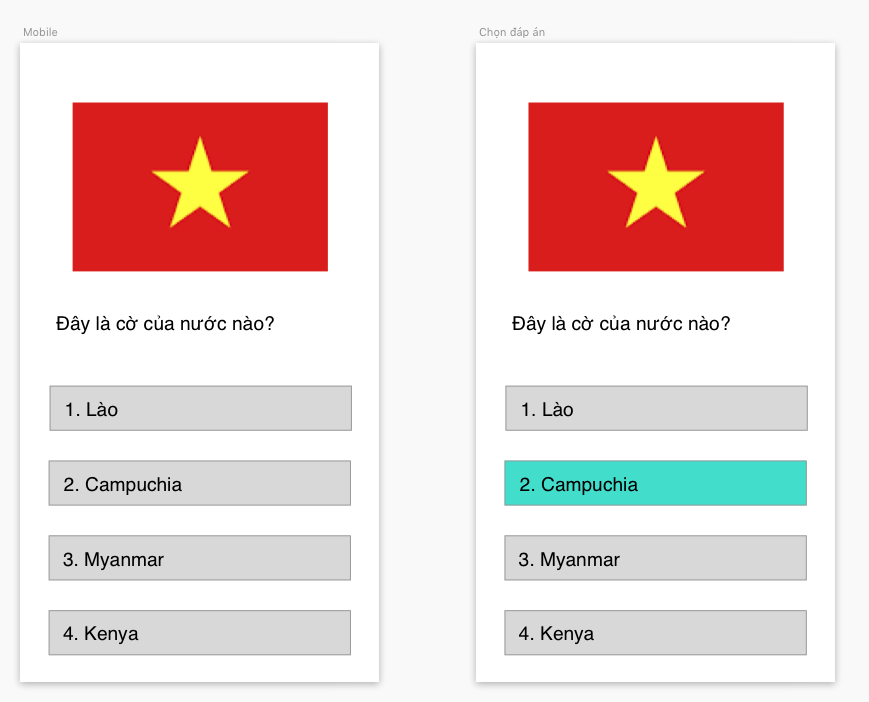 Mobile
Đây là cờ của nước nào?
1. Lào
2. Campuchia
3. Myanmar
4. Kenya
Chọn đáp án
Đây là cờ của nước nào?
1. Lào
2. Campuchia
3. Myanmar
4. Kenya